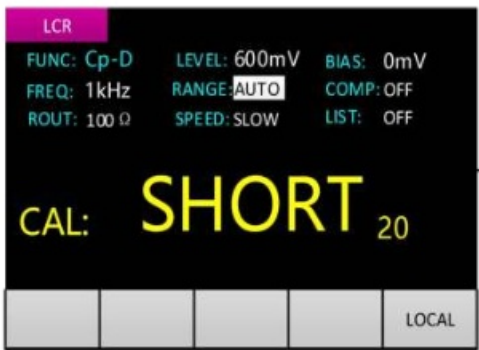 LCR
FUNC: Cp-D LEVEL: 600mV BIAS: 0mV
FREQ: 1kHz RANGE: AUTO COMP: OFF
ROUT: 100 Ω SPEED: SLOW LIST: OFF
CAL: SHORT 20
LOCAL